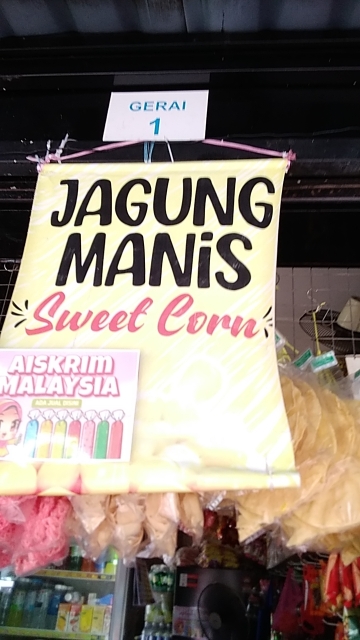 GERAI
1
JAGUNG
MANiS
Sweet Corn
AISKRIM
MALAYSIA